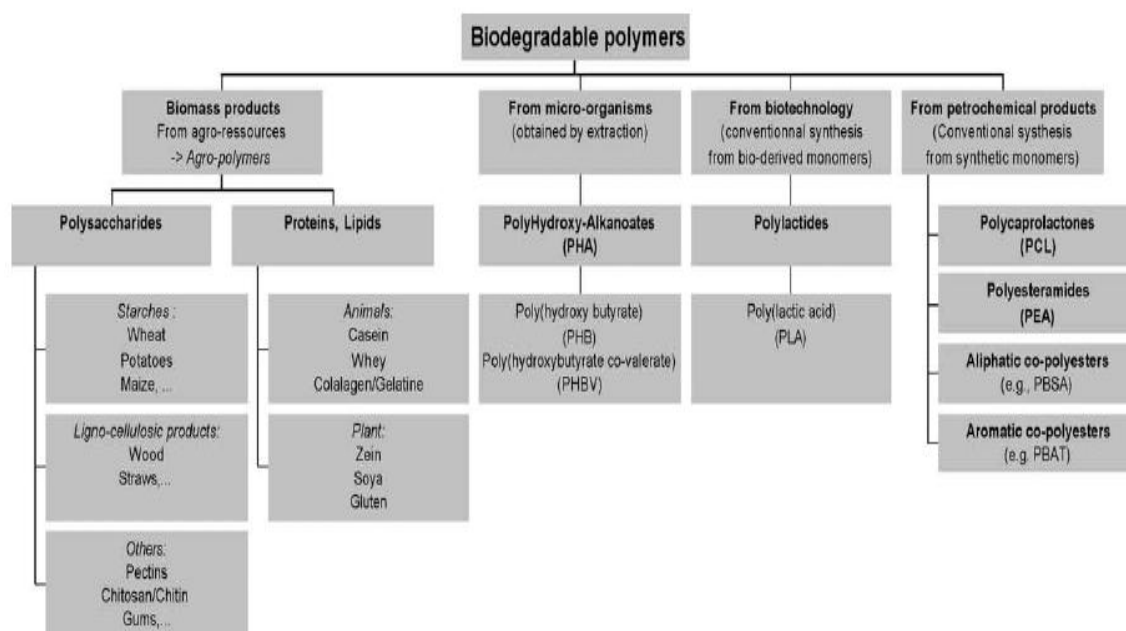 Biodegradable polymers
Biomass products
From agro-ressources
-> Agro-polymers
From micro-organisms
(obtained by extraction)
From biotechnology
(conventionnal synthesis
from bio-derived monomers)
From petrochemical products
(Conventional systhesis
from synthetic monomers)
Polysaccharides
Proteins, Lipids
PolyHydroxy-Alkanoates
(PHA)
Polylactides
Polycaprolactones
(PCL)
Starches :
Wheat
Potatoes
Maize, ...
Animals:
Casein
Whey
Colalagen/Gelatine
Poly(hydroxy butyrate)
(PHB)
Poly(hydroxybutyrate co-valerate)
(PHBV)
Poly(lactic acid)
(PLA)
Polyesteramides
(PEA)
Aliphatic co-polyesters
(e.g., PBSA)
Ligno-cellulosic products:
Wood
Straws,...
Plant:
Zein
Soya
Gluten
Aromatic co-polyesters
(e.g. PBAT)
Others:
Pectins
Chitosan/Chitin
Gums,...